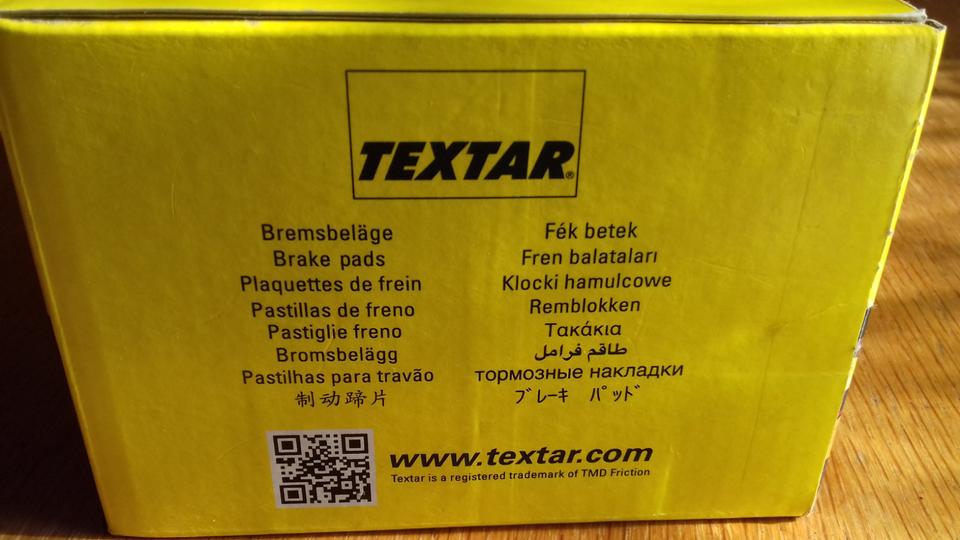 TEXTAR®
Bremsbeläge
Brake pads
Plaquettes de frein
Pastillas de freno
Pastiglie freno
Bromsbelägg
Pastilhas para travão
制动蹄片
Fék betek
Fren balataları
Klocki hamulcowe
Remblokken
Τακάκια
طاقم فرامل
тормозные накладки
ブレーキ パッド
www.textar.com
Textar is a registered trademark of TMD Friction